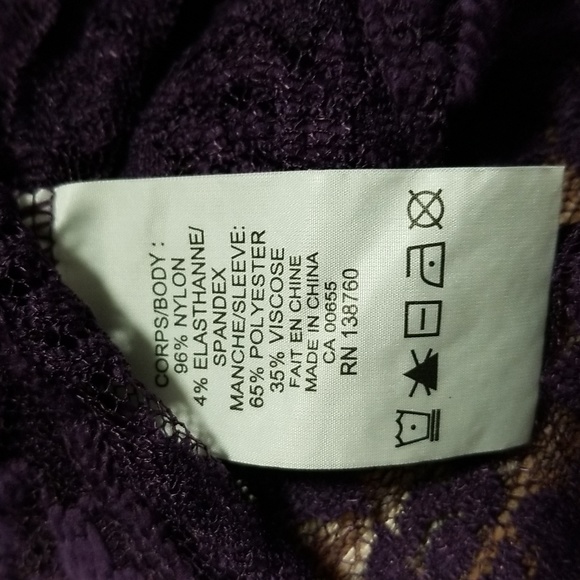 CORPS/BODY :
96% NYLON
4% ELASTHANNE/
SPANDEX
MANCHE/SLEEVE:
65% POLYESTER
35% VISCOSE
FAIT EN CHINE
MADE IN CHINA
CA 00655
RN 138760